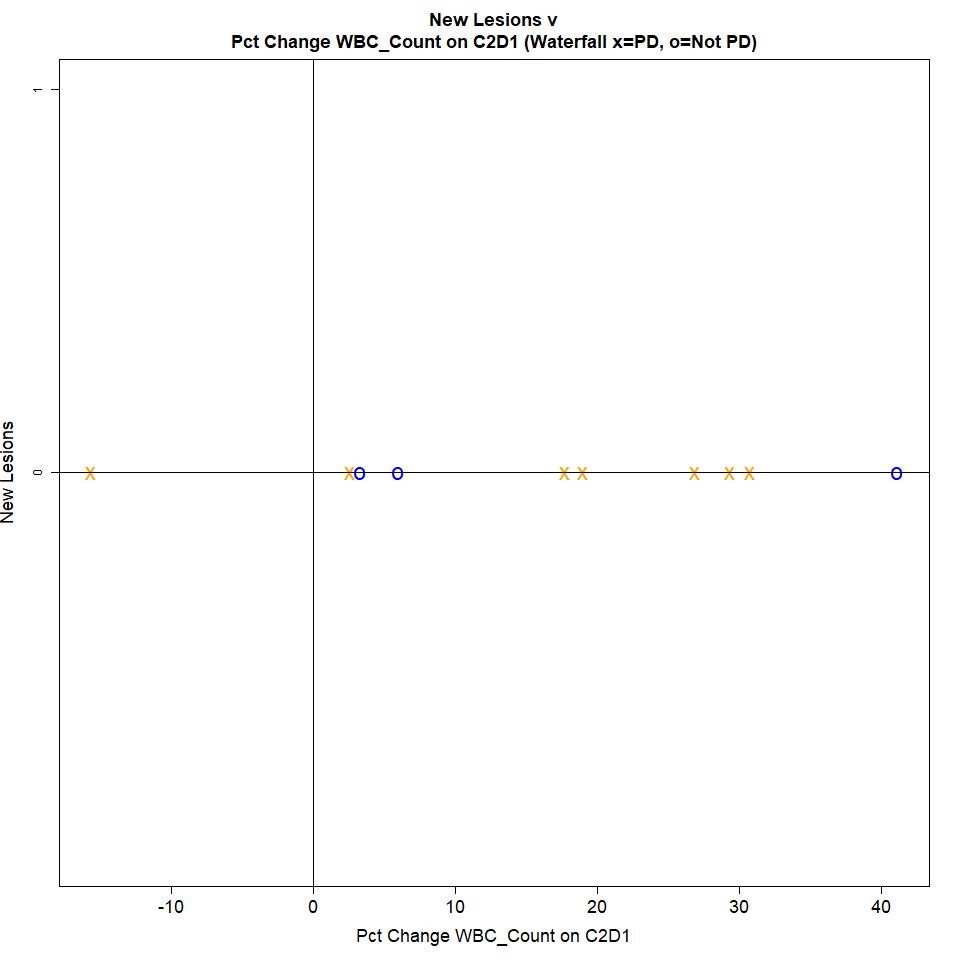 New Lesions v
Pct Change WBC_Count on C2D1 (Waterfall x=PD, o=Not PD)
1
New Lesions
0
x x o o x x x x x o
-10 0 10 20 30 40
Pct Change WBC_Count on C2D1